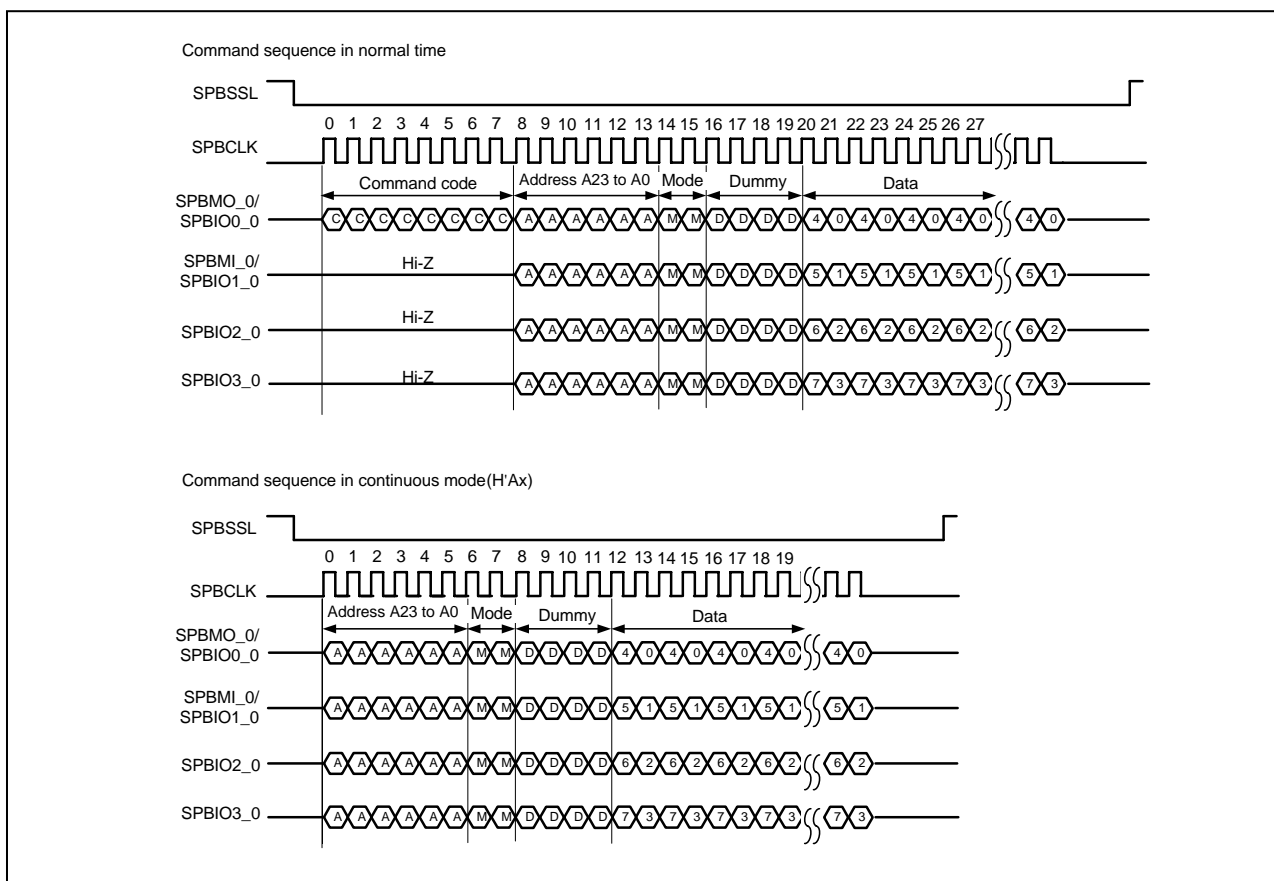 Command sequence in normal time
SPBSSL
0 1 2 3 4 5 6 7 8 9 10 11 12 13 14 15 16 17 18 19 20 21 22 23 24 25 26 27
SPBCLK
Command code Address A23 to A0 Mode Dummy Data
SPBMO_0/
SPBIO0_0
C C C C C C C C A A A A A A M M D D D D 4 0 4 0 4 0 4 0 4 0
SPBMI_0/
SPBIO1_0
Hi-Z A A A A A A M M D D D D 5 1 5 1 5 1 5 1 5 1
SPBIO2_0 Hi-Z A A A A A A M M D D D D 6 2 6 2 6 2 6 2 6 2
SPBIO3_0 Hi-Z A A A A A A M M D D D D 7 3 7 3 7 3 7 3 7 3
Command sequence in continuous mode(H'Ax)
SPBSSL
0 1 2 3 4 5 6 7 8 9 10 11 12 13 14 15 16 17 18 19
SPBCLK
Address A23 to A0 Mode Dummy Data
SPBMO_0/
SPBIO0_0
A A A A A A M M D D D D 4 0 4 0 4 0 4 0 4 0
SPBMI_0/
SPBIO1_0
A A A A A A M M D D D D 5 1 5 1 5 1 5 1 5 1
SPBIO2_0 A A A A A A M M D D D D 6 2 6 2 6 2 6 2 6 2
SPBIO3_0 A A A A A A M M D D D D 7 3 7 3 7 3 7 3 7 3